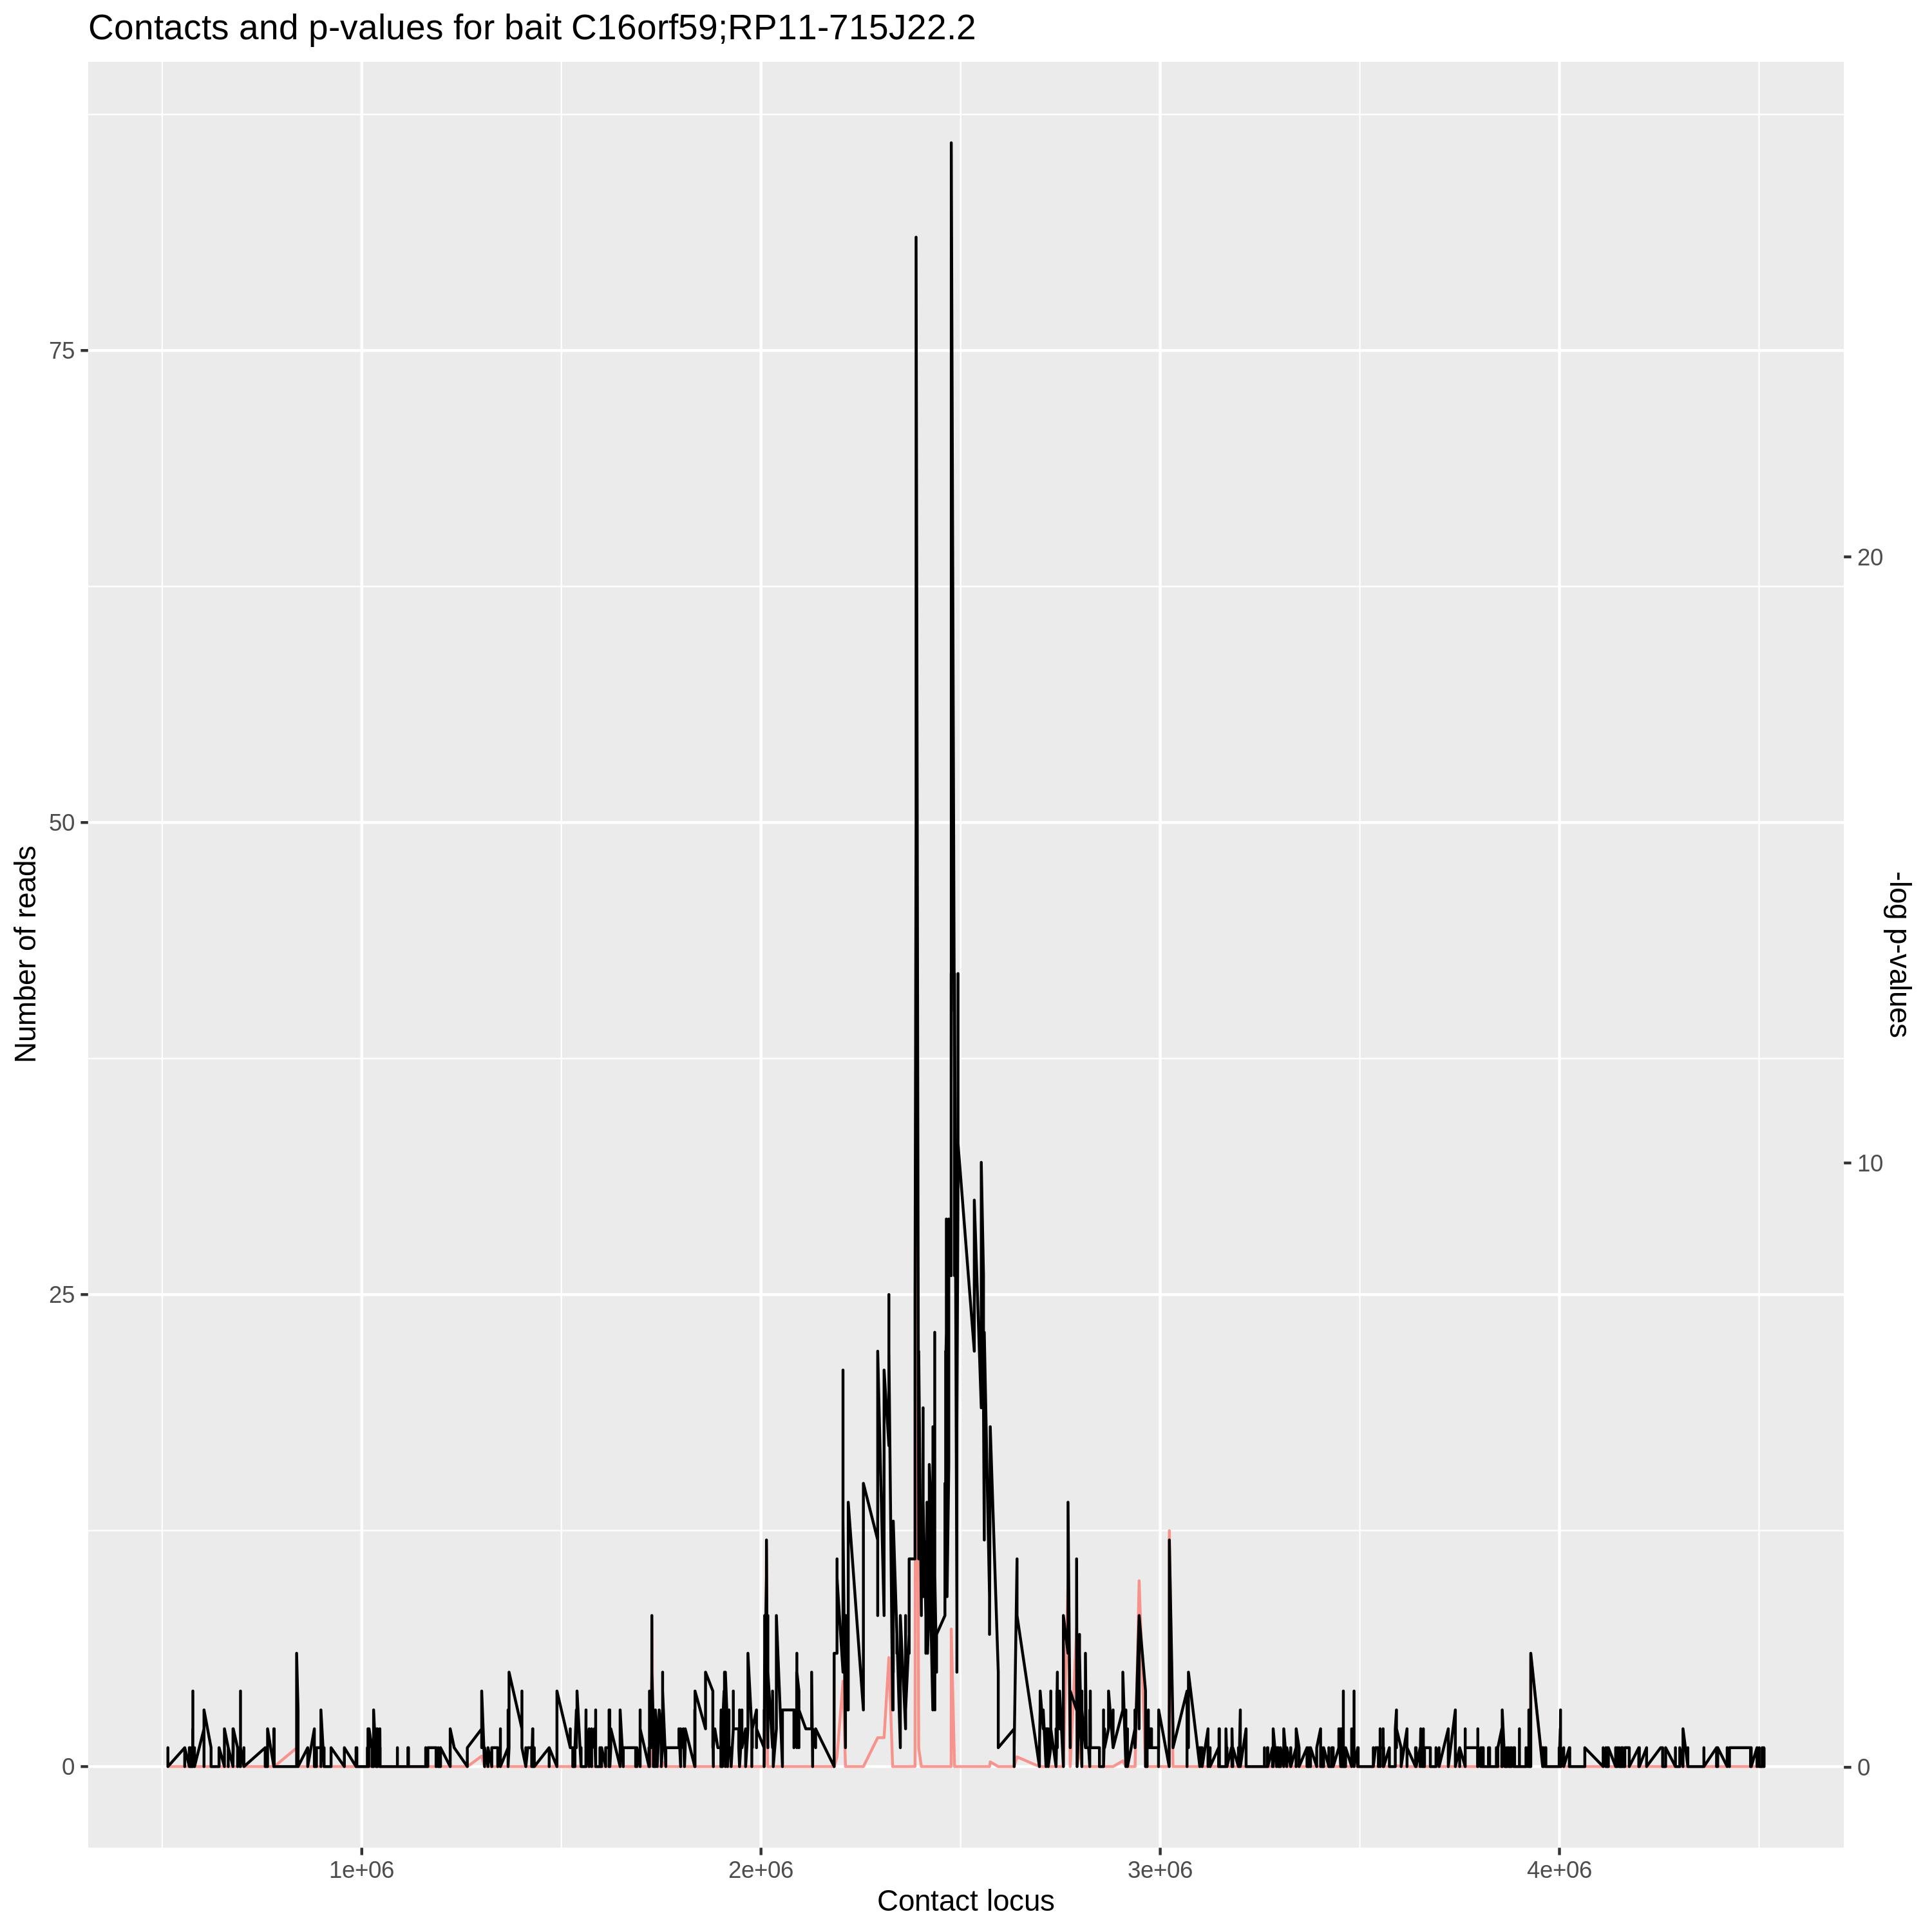 Contacts and p-values for bait C16orf59;RP11-715J22.2
75
50
25
0
20
10
0
Number of reads
-log p-values
1e+06
2e+06
3e+06
4e+06
Contact locus